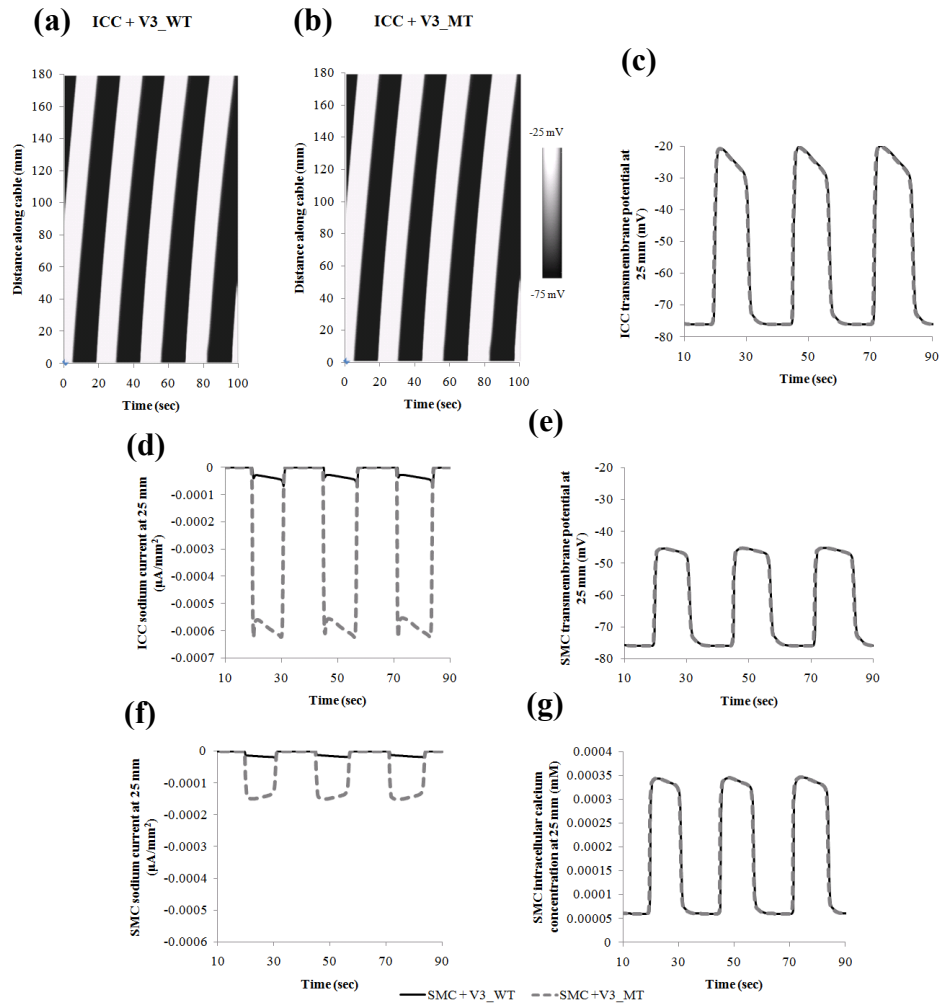 (a) ICC + V3_WT
(b) ICC + V3_MT
(c)
Distance along cable (mm)
180
160
140
120
100
80
60
40
20
0
0 20 40 60 80 100
Time (sec)
Distance along cable (mm)
180
160
140
120
100
80
60
40
20
0
0 20 40 60 80 100
Time (sec)
-25 mV
-75 mV
ICC transmembrane potential at
25 mm (mV)
-20
-30
-40
-50
-60
-70
-80
10 30 50 70 90
Time (sec)
(d)
ICC sodium current at 25 mm
(µA/mm²)
0
-0.0001
-0.0002
-0.0003
-0.0004
-0.0005
-0.0006
-0.0007
10 30 50 70 90
Time (sec)
(e)
SMC transmembrane potential at
25 mm (mV)
-20
-30
-40
-50
-60
-70
-80
10 30 50 70 90
Time (sec)
(f)
SMC sodium current at 25 mm
(µA/mm²)
0
-0.0001
-0.0002
-0.0003
-0.0004
-0.0005
-0.0006
10 30 50 70 90
Time (sec)
(g)
SMC intracellular calcium
concentration at 25 mm (mM)
0.0004
0.00035
0.0003
0.00025
0.0002
0.00015
0.0001
0.00005
0
10 30 50 70 90
Time (sec)
SMC + V3_WT
SMC +V3_MT